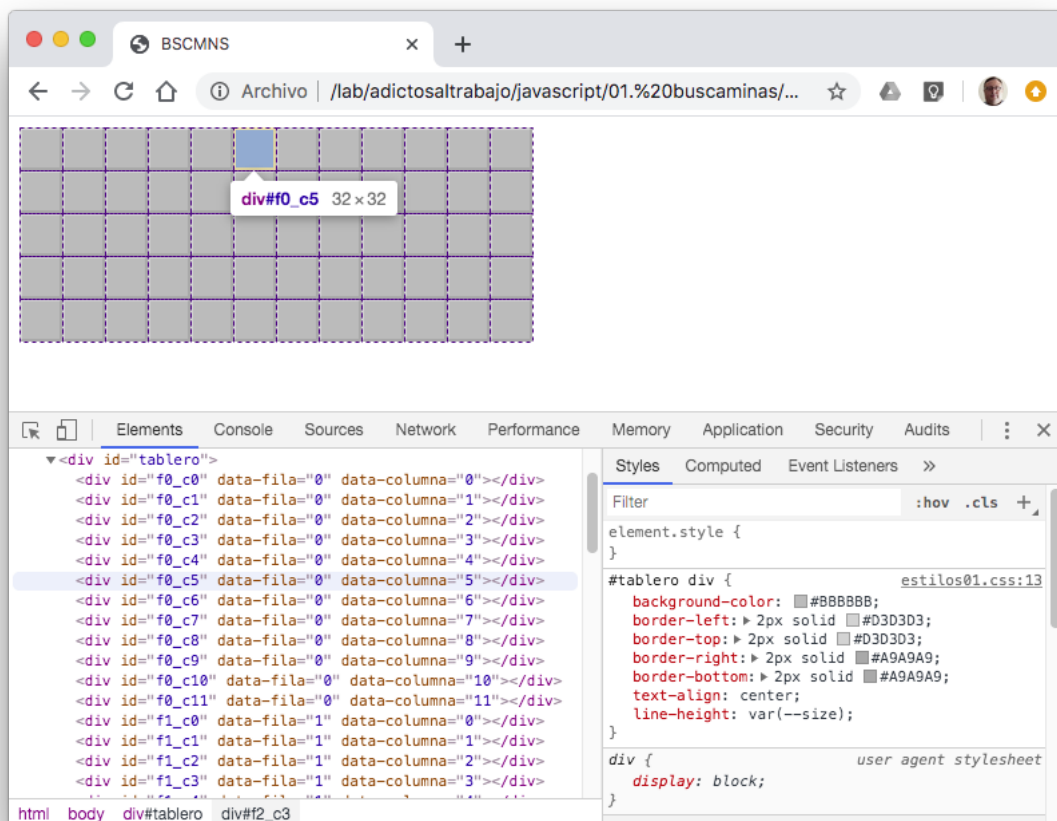 BSCMNS
Archivo /lab/adictosaltrabajo/javascript/01.%20buscaminas/...
div#f0_c5 32 × 32
Elements Console Sources Network Performance Memory Application Security Audits
▼<div id="tablero">
<div id="f0_c0" data-fila="0" data-columna="0"></div>
<div id="f0_c1" data-fila="0" data-columna="1"></div>
<div id="f0_c2" data-fila="0" data-columna="2"></div>
<div id="f0_c3" data-fila="0" data-columna="3"></div>
<div id="f0_c4" data-fila="0" data-columna="4"></div>
<div id="f0_c5" data-fila="0" data-columna="5"></div>
<div id="f0_c6" data-fila="0" data-columna="6"></div>
<div id="f0_c7" data-fila="0" data-columna="7"></div>
<div id="f0_c8" data-fila="0" data-columna="8"></div>
<div id="f0_c9" data-fila="0" data-columna="9"></div>
<div id="f0_c10" data-fila="0" data-columna="10"></div>
<div id="f0_c11" data-fila="0" data-columna="11"></div>
<div id="f1_c0" data-fila="1" data-columna="0"></div>
<div id="f1_c1" data-fila="1" data-columna="1"></div>
<div id="f1_c2" data-fila="1" data-columna="2"></div>
<div id="f1_c3" data-fila="1" data-columna="3"></div>
html body div#tablero div#f2_c3
Styles Computed Event Listeners »
Filter :hov .cls +
element.style {
}
#tablero div { estilos01.css:13
background-color: #BBBBBB;
border-left: ▶ 2px solid #D3D3D3;
border-top: ▶ 2px solid #D3D3D3;
border-right: ▶ 2px solid #A9A9A9;
border-bottom: ▶ 2px solid #A9A9A9;
text-align: center;
line-height: var(--size);
}
div { user agent stylesheet
display: block;
}